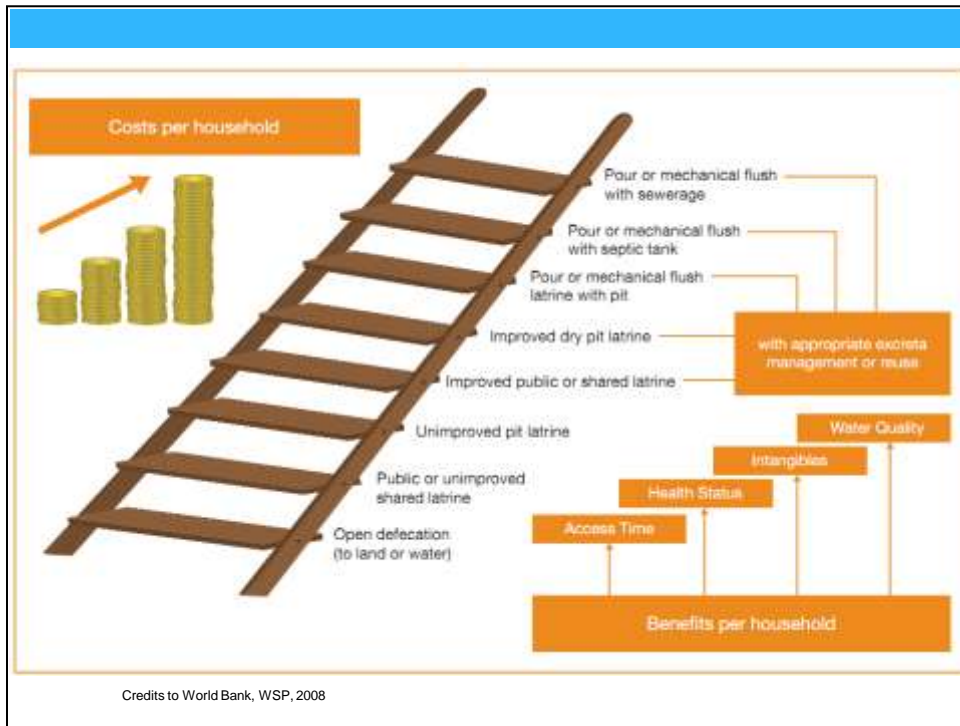 Costs per household
Pour or mechanical flush
with sewerage
Pour or mechanical flush
with septic tank
Pour or mechanical flush
latrine with pit
Improved dry pit latrine
Improved public or shared latrine
Unimproved pit latrine
Public or unimproved
shared latrine
Open defecation
(to land or water)
with appropriate excreta
management or reuse
Water Quality
Intangibles
Health Status
Access Time
Benefits per household
Credits to World Bank, WSP, 2008